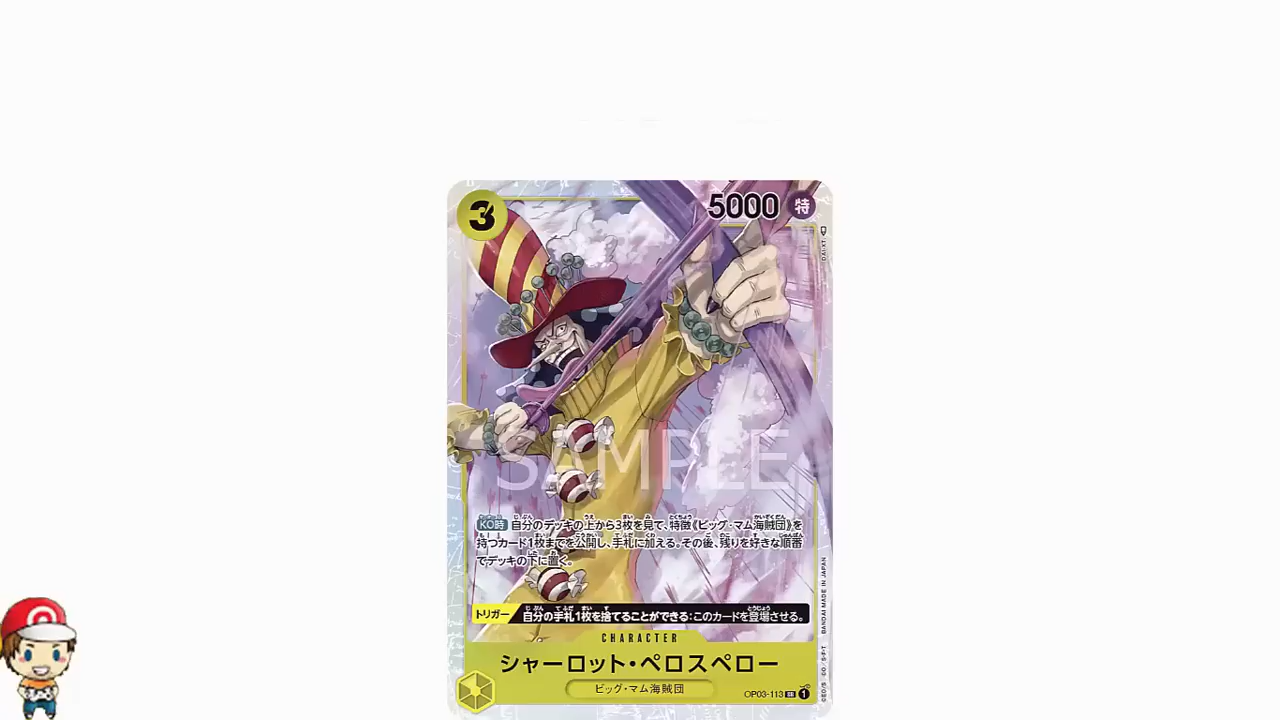 3
5000
特
SAMPLE
KO時 自分のデッキの上から3枚を見て、特徴《ビッグ・マム海賊団》を
持つカード1枚までを公開し、手札に加える。その後、残りを好きな順番
でデッキの下に置く。
トリガー 自分の手札1枚を捨てることができる:このカードを登場させる。
CHARACTER
シャーロット・ペロスペロー
ビッグ・マム海賊団
OP03-113 SR 1
BANDAI MADE IN JAPAN